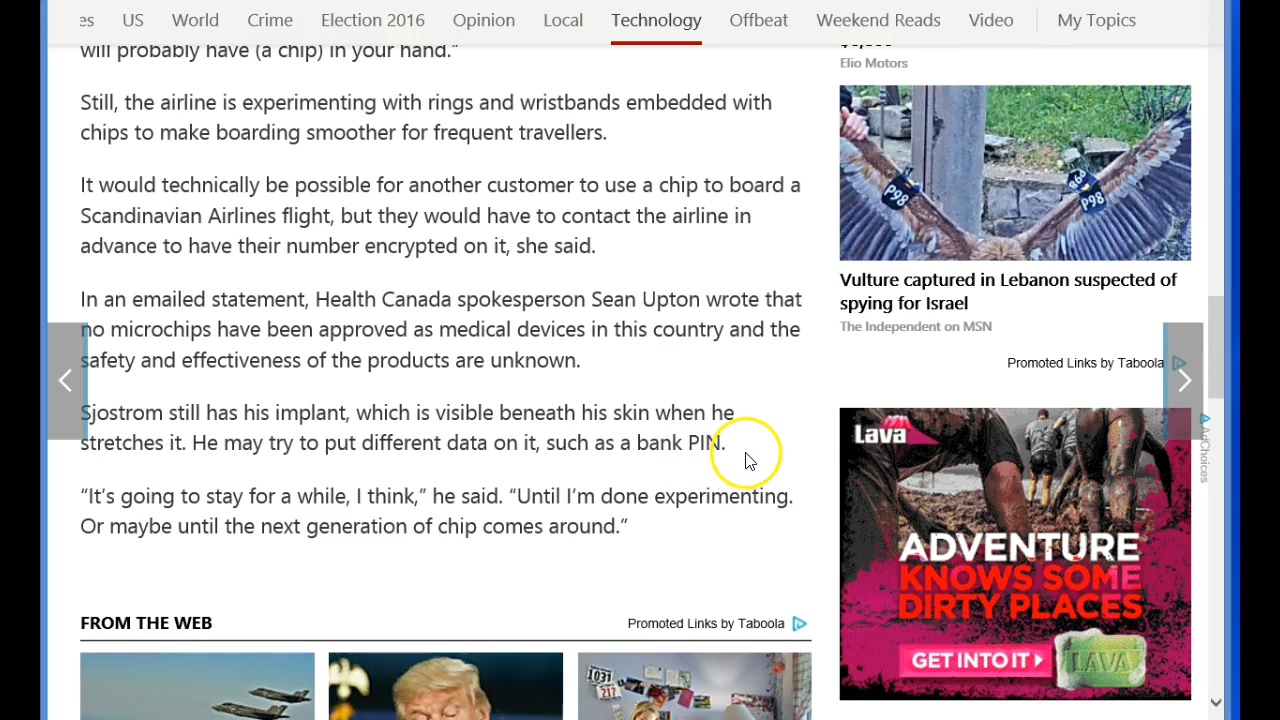 es US World Crime Election 2016 Opinion Local Technology Offbeat Weekend Reads Video My Topics
will probably have (a chip) in your hand."
Still, the airline is experimenting with rings and wristbands embedded with
chips to make boarding smoother for frequent travellers.
It would technically be possible for another customer to use a chip to board a
Scandinavian Airlines flight, but they would have to contact the airline in
advance to have their number encrypted on it, she said.
In an emailed statement, Health Canada spokesperson Sean Upton wrote that
no microchips have been approved as medical devices in this country and the
safety and effectiveness of the products are unknown.
Sjostrom still has his implant, which is visible beneath his skin when he
stretches it. He may try to put different data on it, such as a bank PIN.
“It’s going to stay for a while, I think,” he said. “Until I’m done experimenting.
Or maybe until the next generation of chip comes around.”
FROM THE WEB
Promoted Links by Taboola
1037
217
Elio Motors
P98
P98
P98
Vulture captured in Lebanon suspected of
spying for Israel
The Independent on MSN
Promoted Links by Taboola
AdChoices
Lava
ADVENTURE
KNOWS SOME
DIRTY PLACES
GET INTO IT
LAVA